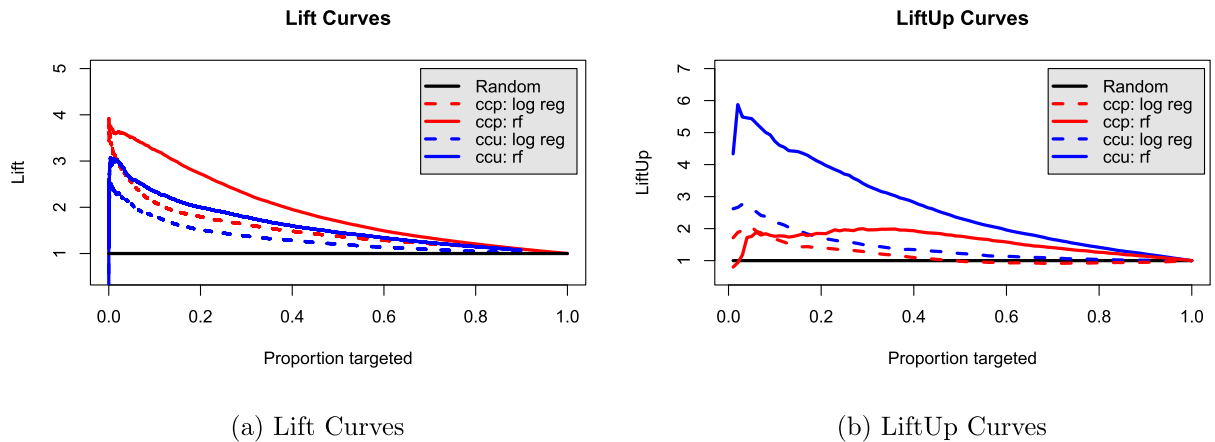 Lift Curves
5
4
3
2
1
Lift
Random
ccp: log reg
ccp: rf
ccu: log reg
ccu: rf
0.0 0.2 0.4 0.6 0.8 1.0
Proportion targeted
(a) Lift Curves
LiftUp Curves
7
6
5
4
3
2
1
LiftUp
Random
ccp: log reg
ccp: rf
ccu: log reg
ccu: rf
0.0 0.2 0.4 0.6 0.8 1.0
Proportion targeted
(b) LiftUp Curves